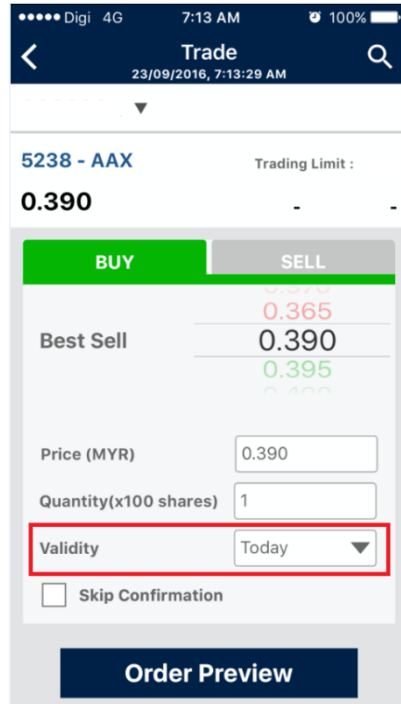 Digi 4G 7:13 AM 100%
Trade
23/09/2016, 7:13:29 AM
5238 - AAX Trading Limit :
0.390 - -
BUY SELL
0.365
Best Sell 0.390
0.395
Price (MYR) 0.390
Quantity(x100 shares) 1
Validity Today
Skip Confirmation
Order Preview